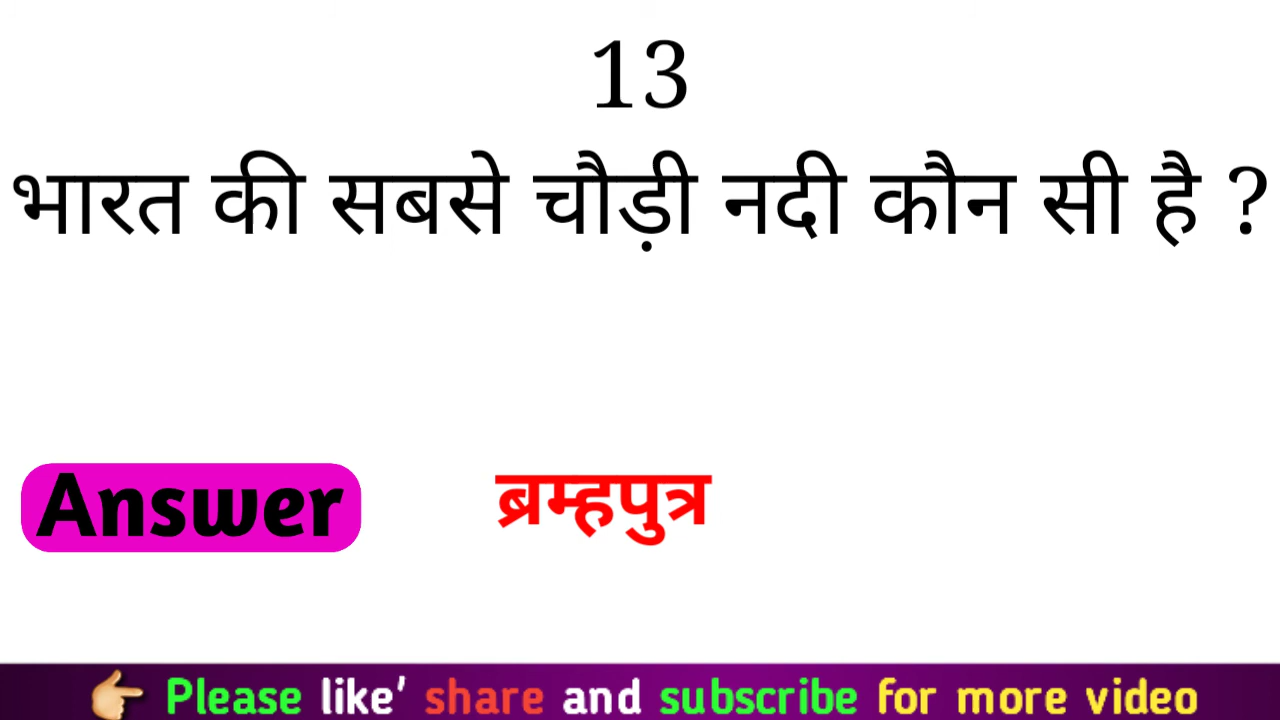 13
भारत की सबसे चौड़ी नदी कौन सी है ?
Answer ब्रम्हपुत्र
Please like' share and subscribe for more video